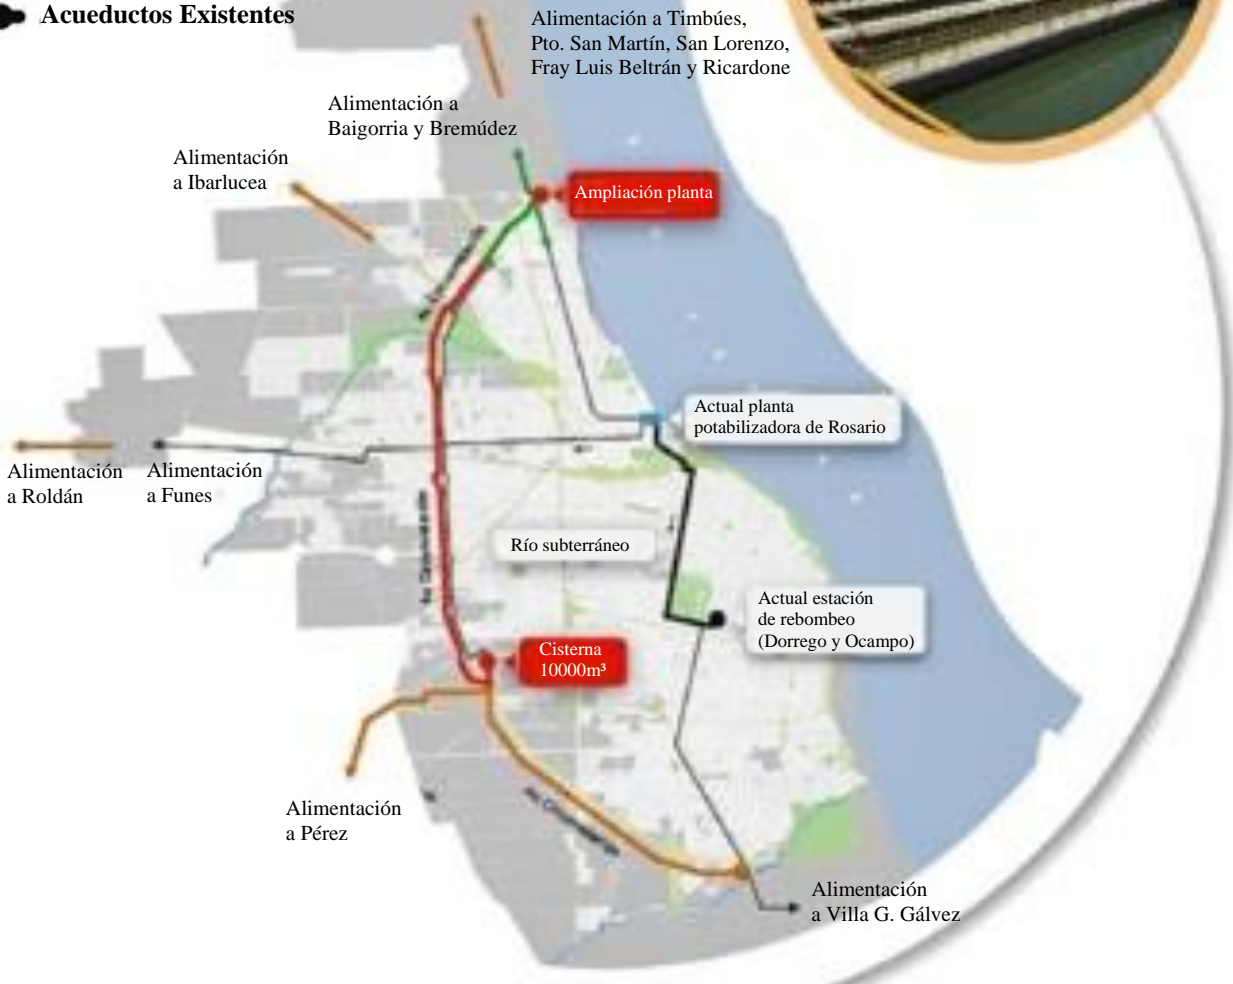 Acueductos Existentes
Alimentación a Timbúes,
Pto. San Martín, San Lorenzo,
Fray Luis Beltrán y Ricardone
Alimentación a
Baigorria y Bremúdez
Alimentación
a Ibarlucea
Ampliación planta
Actual planta
potabilizadora de Rosario
Alimentación
a Roldán
Alimentación
a Funes
Río subterráneo
Actual estación
de rebombeo
(Dorrego y Ocampo)
Cisterna
10000m³
Alimentación
a Pérez
Alimentación
a Villa G. Gálvez